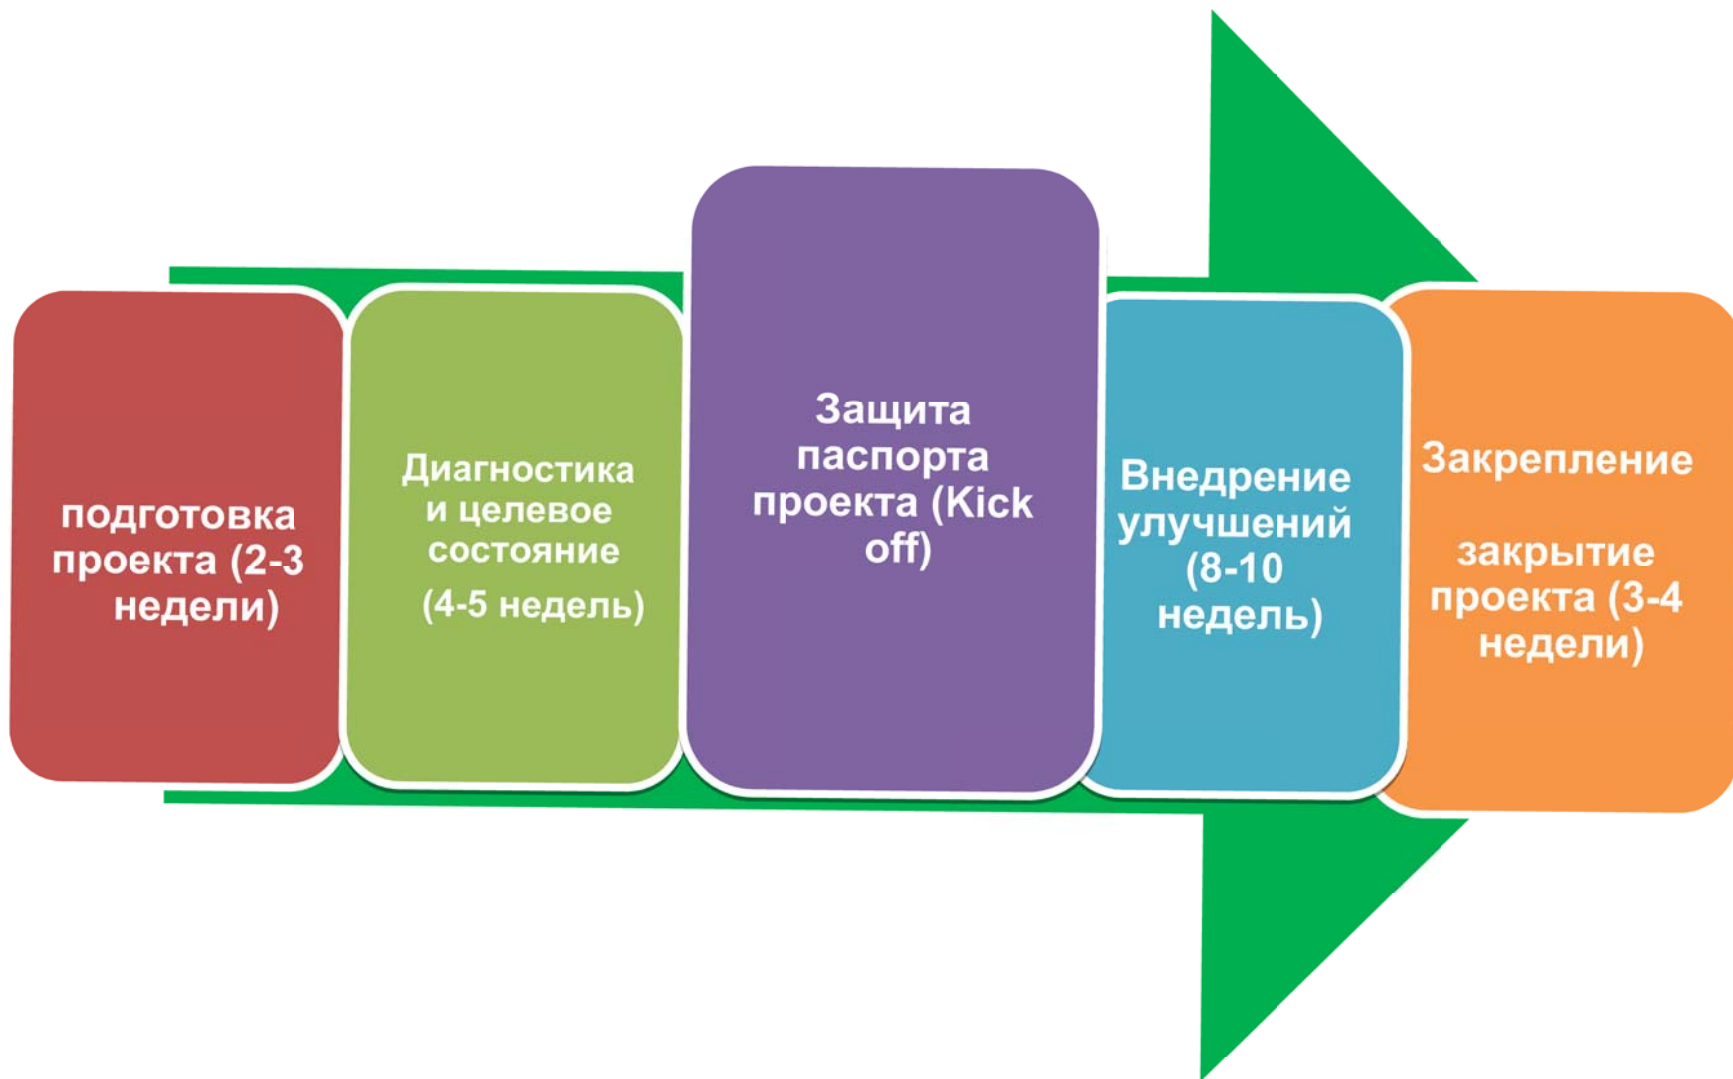 подготовка
проекта (2-3
недели)
Диагностика
и целевое
состояние
(4-5 недель)
Защита
паспорта
проекта (Kick
off)
Внедрение
улучшений
(8-10
недель)
Закрепление
закрытие
проекта (3-4
недели)